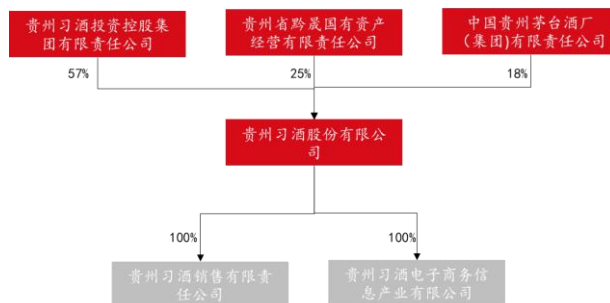 贵州习酒投资控股集
团有限责任公司
贵州省黔晟国有资产
经营有限责任公司
中国贵州茅台酒厂
（集团)有限责任公司
57%
25%
18%
贵州习酒股份有限公
司
100%
100%
贵州习酒销售有限责
任公司
贵州习酒电子商务信
息产业有限公司